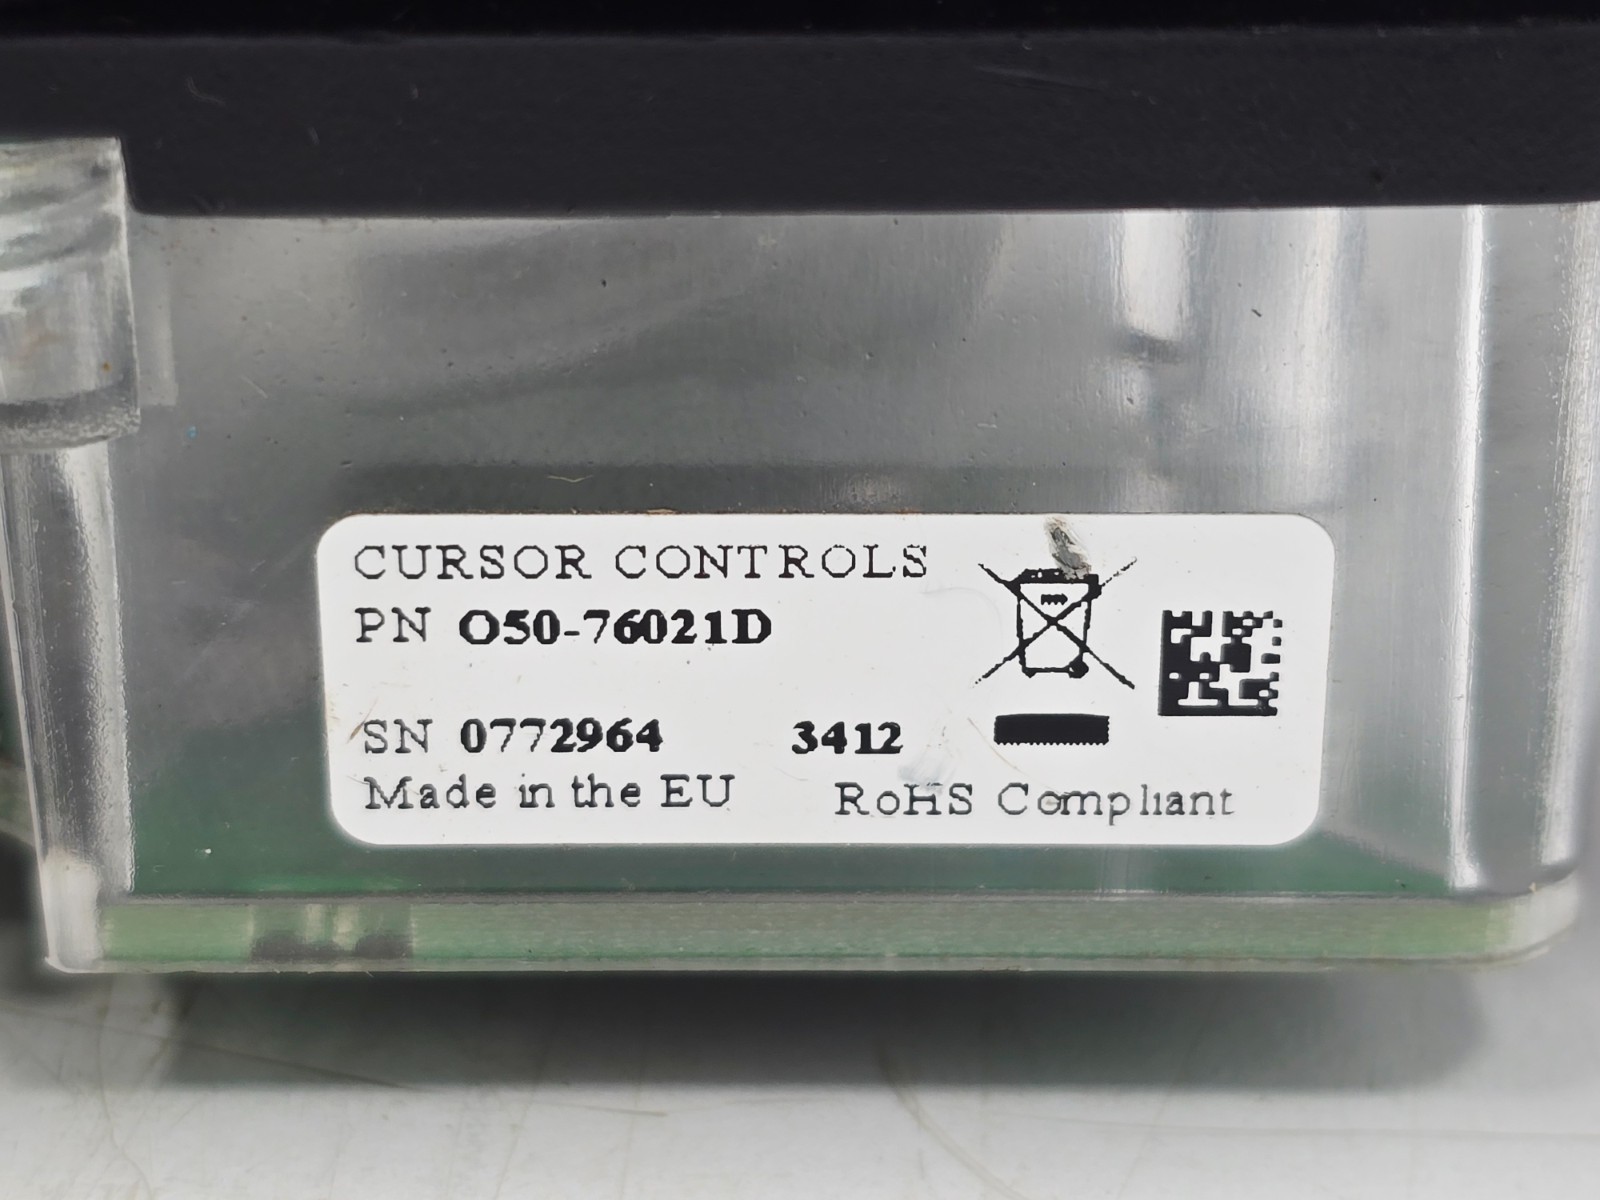 CURSOR CONTROLS
PN O50-76021D
SN 0772964 3412
Made in the EU RoHS Compliant